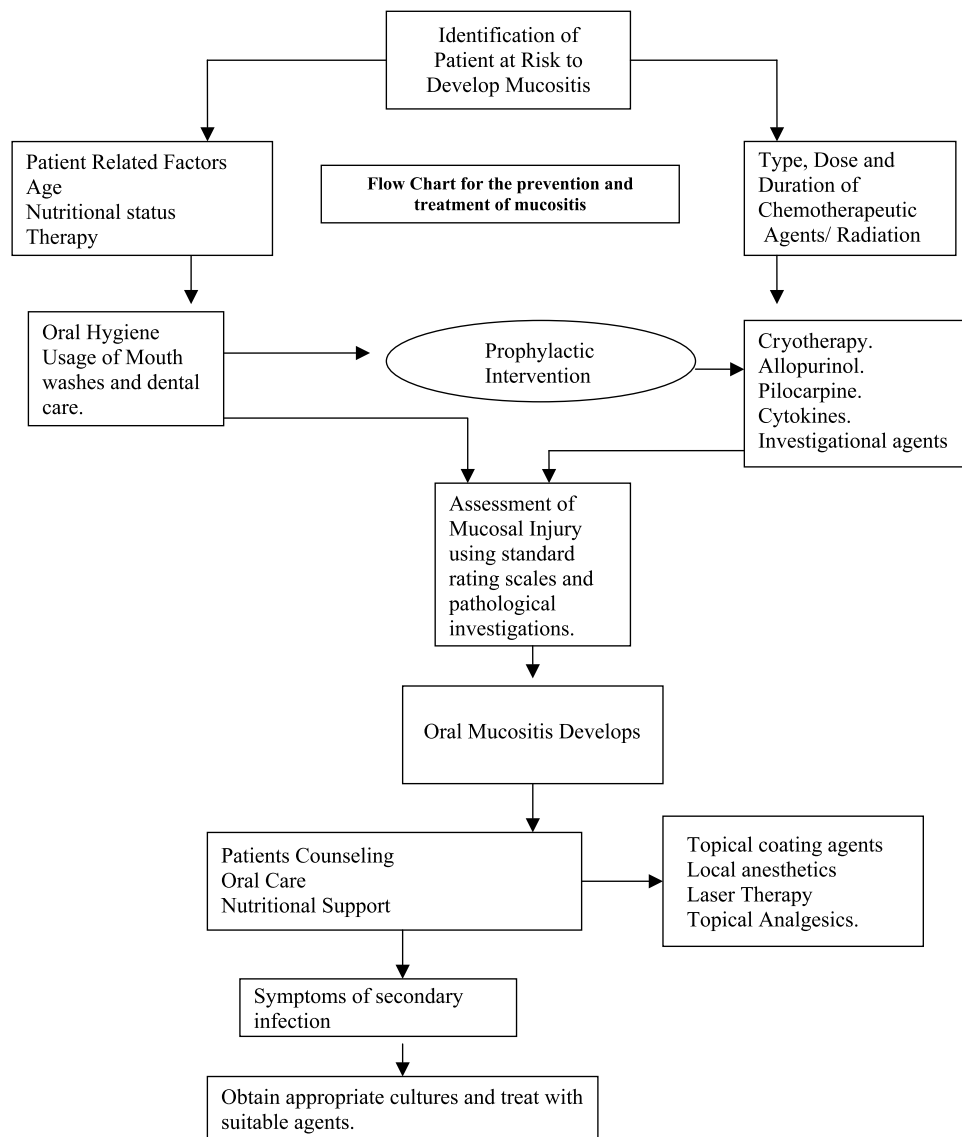 Identification of
Patient at Risk to
Develop Mucositis
Patient Related Factors
Age
Nutritional status
Therapy
Flow Chart for the prevention and
treatment of mucositis
Type, Dose and
Duration of
Chemotherapeutic
Agents/ Radiation
Oral Hygiene
Usage of Mouth
washes and dental
care.
Prophylactic
Intervention
Cryotherapy.
Allopurinol.
Pilocarpine.
Cytokines.
Investigational agents
Assessment of
Mucosal Injury
using standard
rating scales and
pathological
investigations.
Oral Mucositis Develops
Patients Counseling
Oral Care
Nutritional Support
Topical coating agents
Local anesthetics
Laser Therapy
Topical Analgesics.
Symptoms of secondary
infection
Obtain appropriate cultures and treat with
suitable agents.